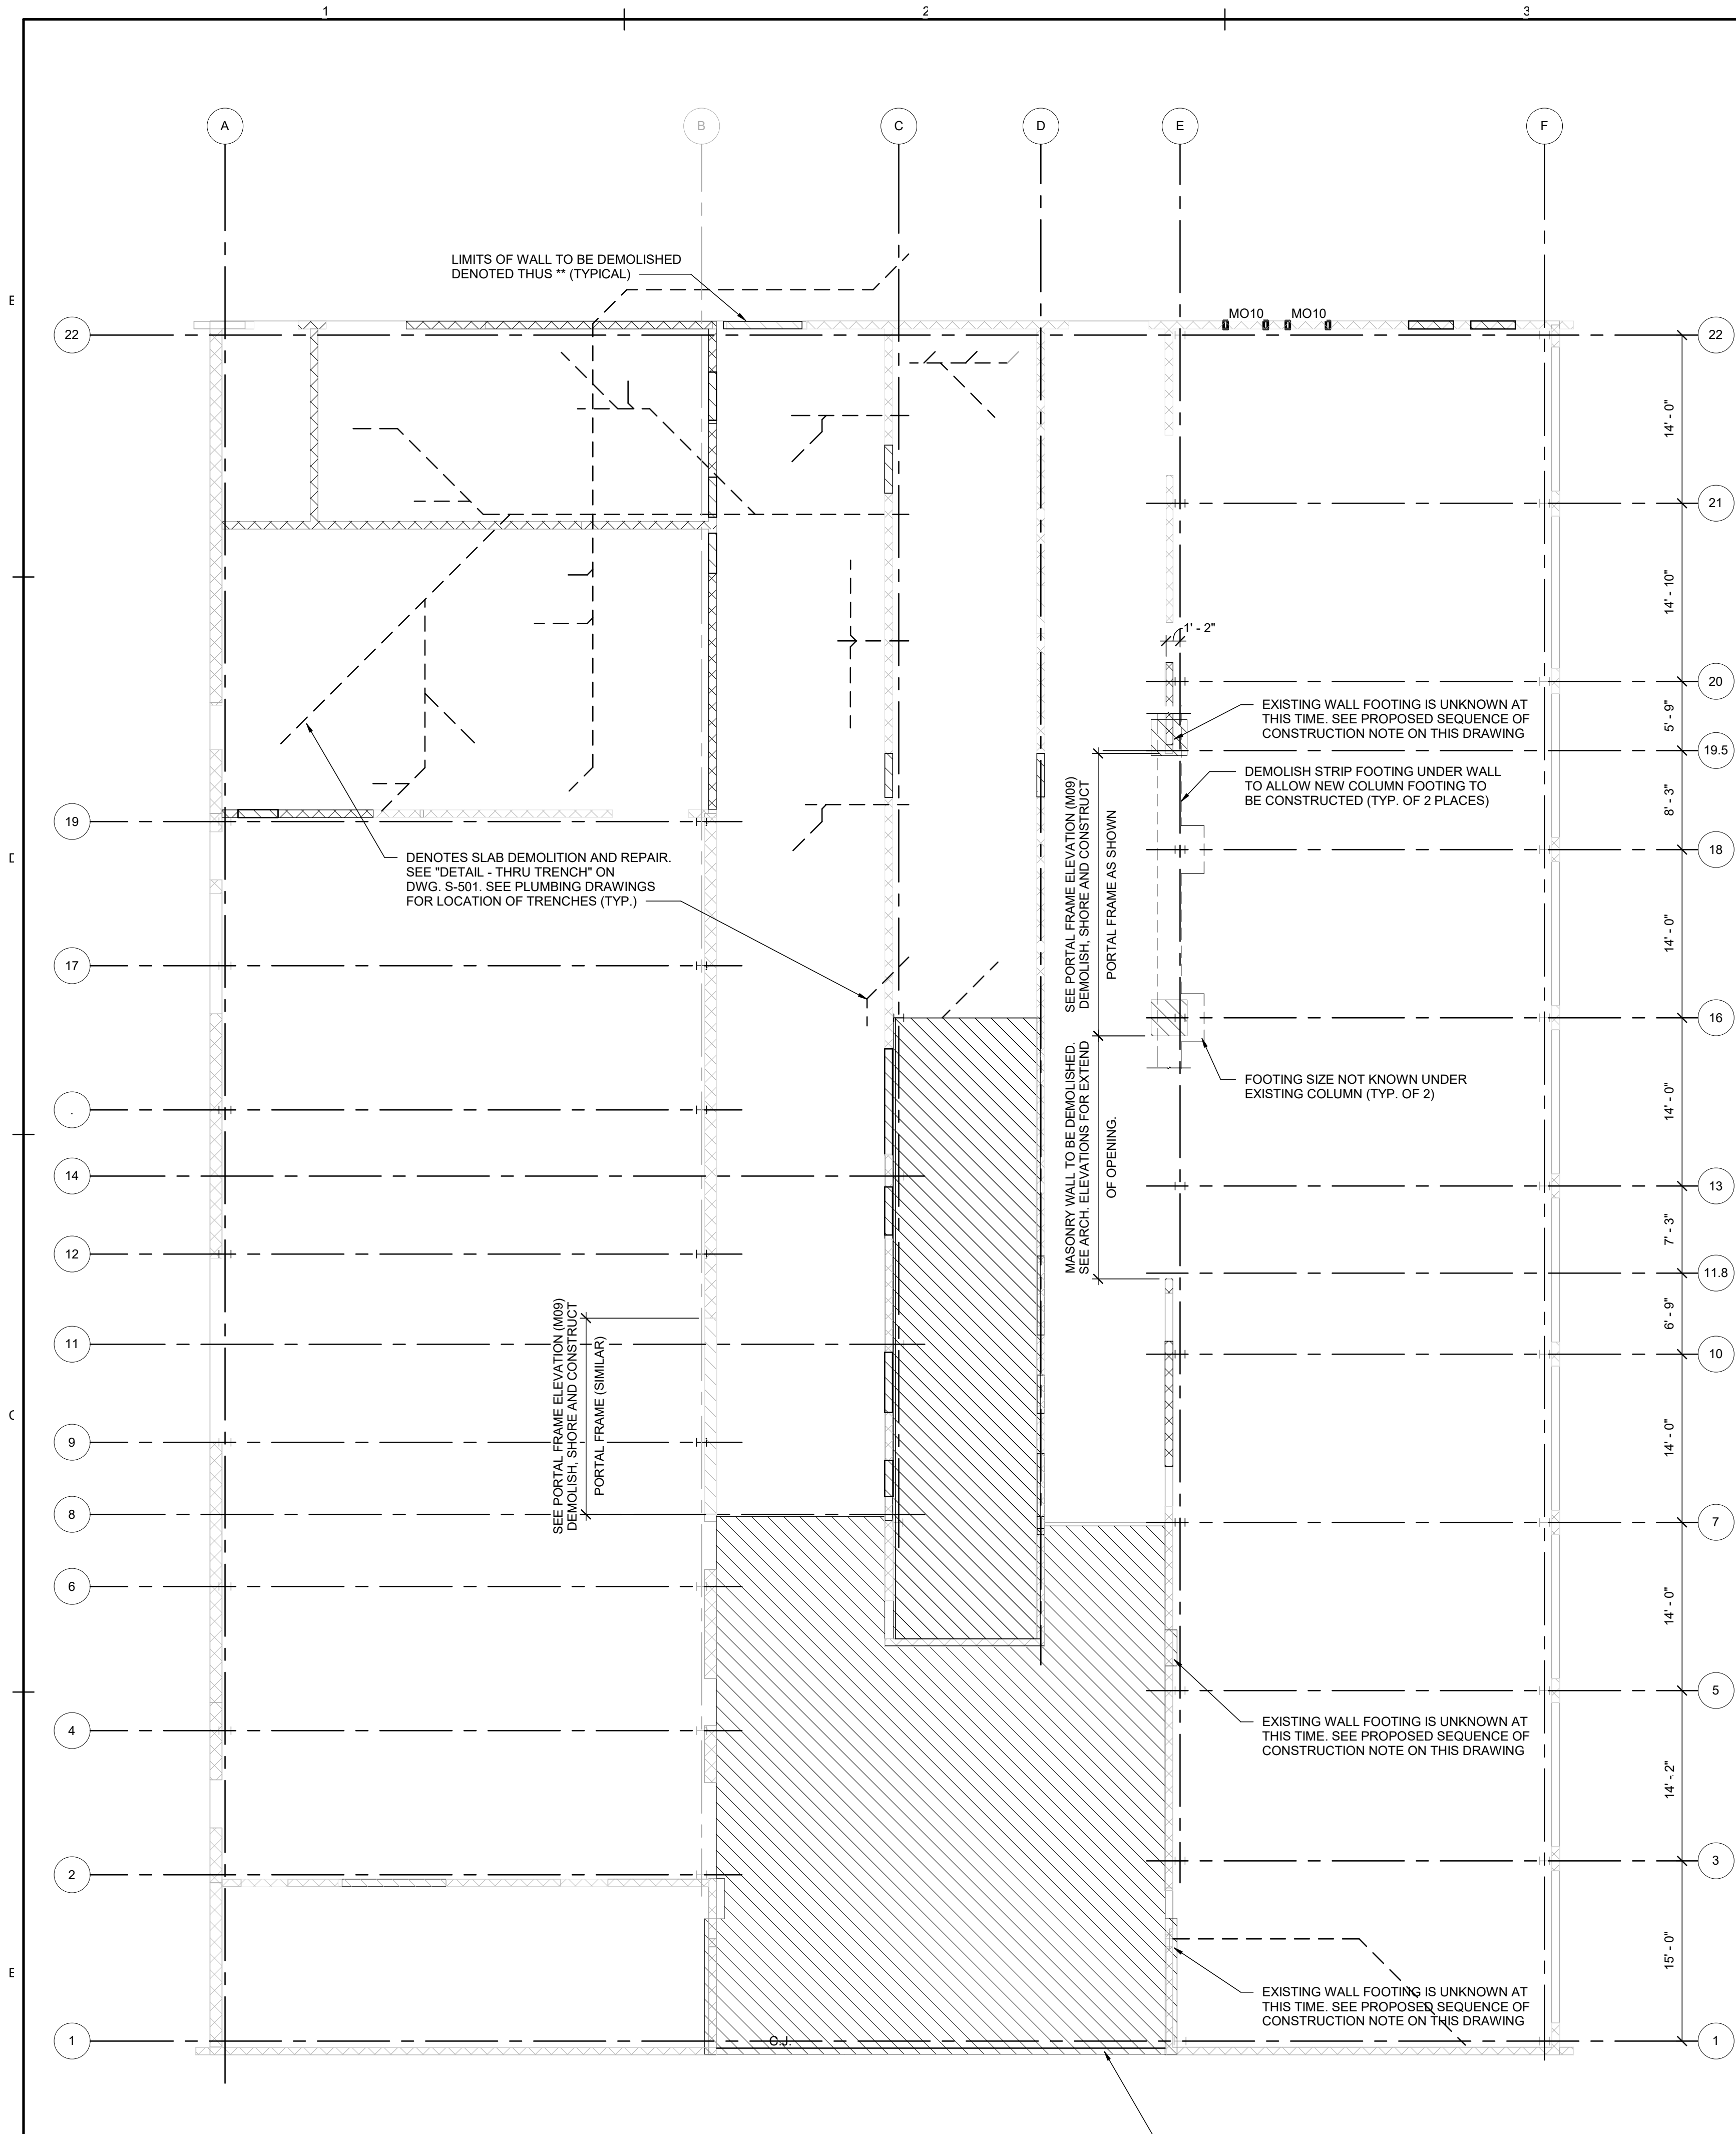 1
2
3
A
B
C
D
E
F
LIMITS OF WALL TO BE DEMOLISHED
DENOTED THUS ** (TYPICAL)
MO10
MO10
22
22
14' - 0"
21
14' - 10"
1' - 2"
20
EXISTING WALL FOOTING IS UNKNOWN AT
THIS TIME. SEE PROPOSED SEQUENCE OF
CONSTRUCTION NOTE ON THIS DRAWING
5' - 9"
19.5
DEMOLISH STRIP FOOTING UNDER WALL
TO ALLOW NEW COLUMN FOOTING TO
BE CONSTRUCTED (TYP. OF 2 PLACES)
8' - 3"
19
18
DENOTES SLAB DEMOLITION AND REPAIR.
SEE "DETAIL - THRU TRENCH" ON
DWG. S-501. SEE PLUMBING DRAWINGS
FOR LOCATION OF TRENCHES (TYP.)
SEE PORTAL FRAME ELEVATION (M09)
DEMOLISH, SHORE AND CONSTRUCT
PORTAL FRAME AS SHOWN
14' - 0"
17
16
MASONRY WALL TO BE DEMOLISHED.
SEE ARCH. ELEVATIONS FOR EXTEND
OF OPENING.
FOOTING SIZE NOT KNOWN UNDER
EXISTING COLUMN (TYP. OF 2)
14' - 0"
.
14
13
7' - 3"
12
11.8
6' - 9"
SEE PORTAL FRAME ELEVATION (M09)
DEMOLISH, SHORE AND CONSTRUCT
PORTAL FRAME (SIMILAR)
11
10
14' - 0"
9
8
7
6
14' - 0"
5
EXISTING WALL FOOTING IS UNKNOWN AT
THIS TIME. SEE PROPOSED SEQUENCE OF
CONSTRUCTION NOTE ON THIS DRAWING
4
14' - 2"
2
3
15' - 0"
EXISTING WALL FOOTING IS UNKNOWN AT
THIS TIME. SEE PROPOSED SEQUENCE OF
CONSTRUCTION NOTE ON THIS DRAWING
1
C.J.
1